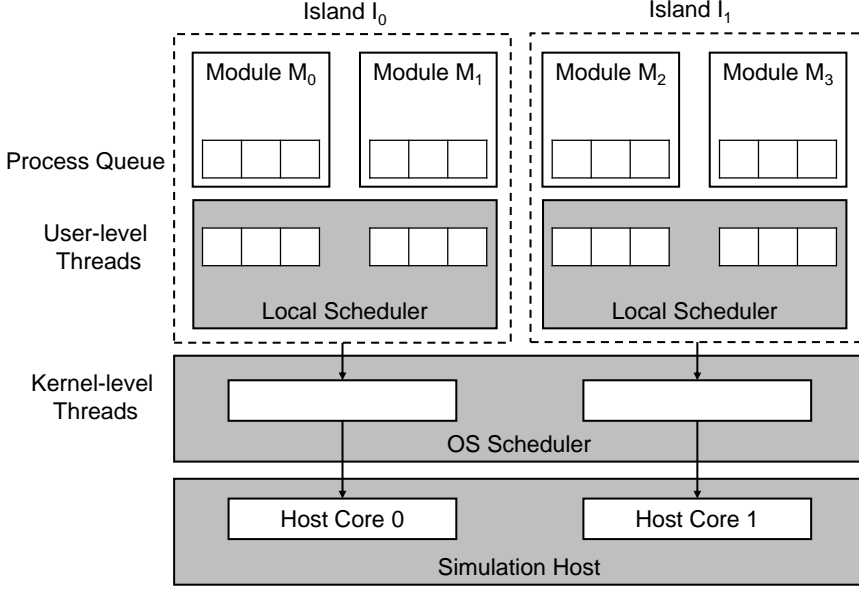 Island I₀
Island I₁
Module M₀
Module M₁
Module M₂
Module M₃
Process Queue
User-level
Threads
Local Scheduler
Local Scheduler
Kernel-level
Threads
OS Scheduler
Host Core 0
Host Core 1
Simulation Host